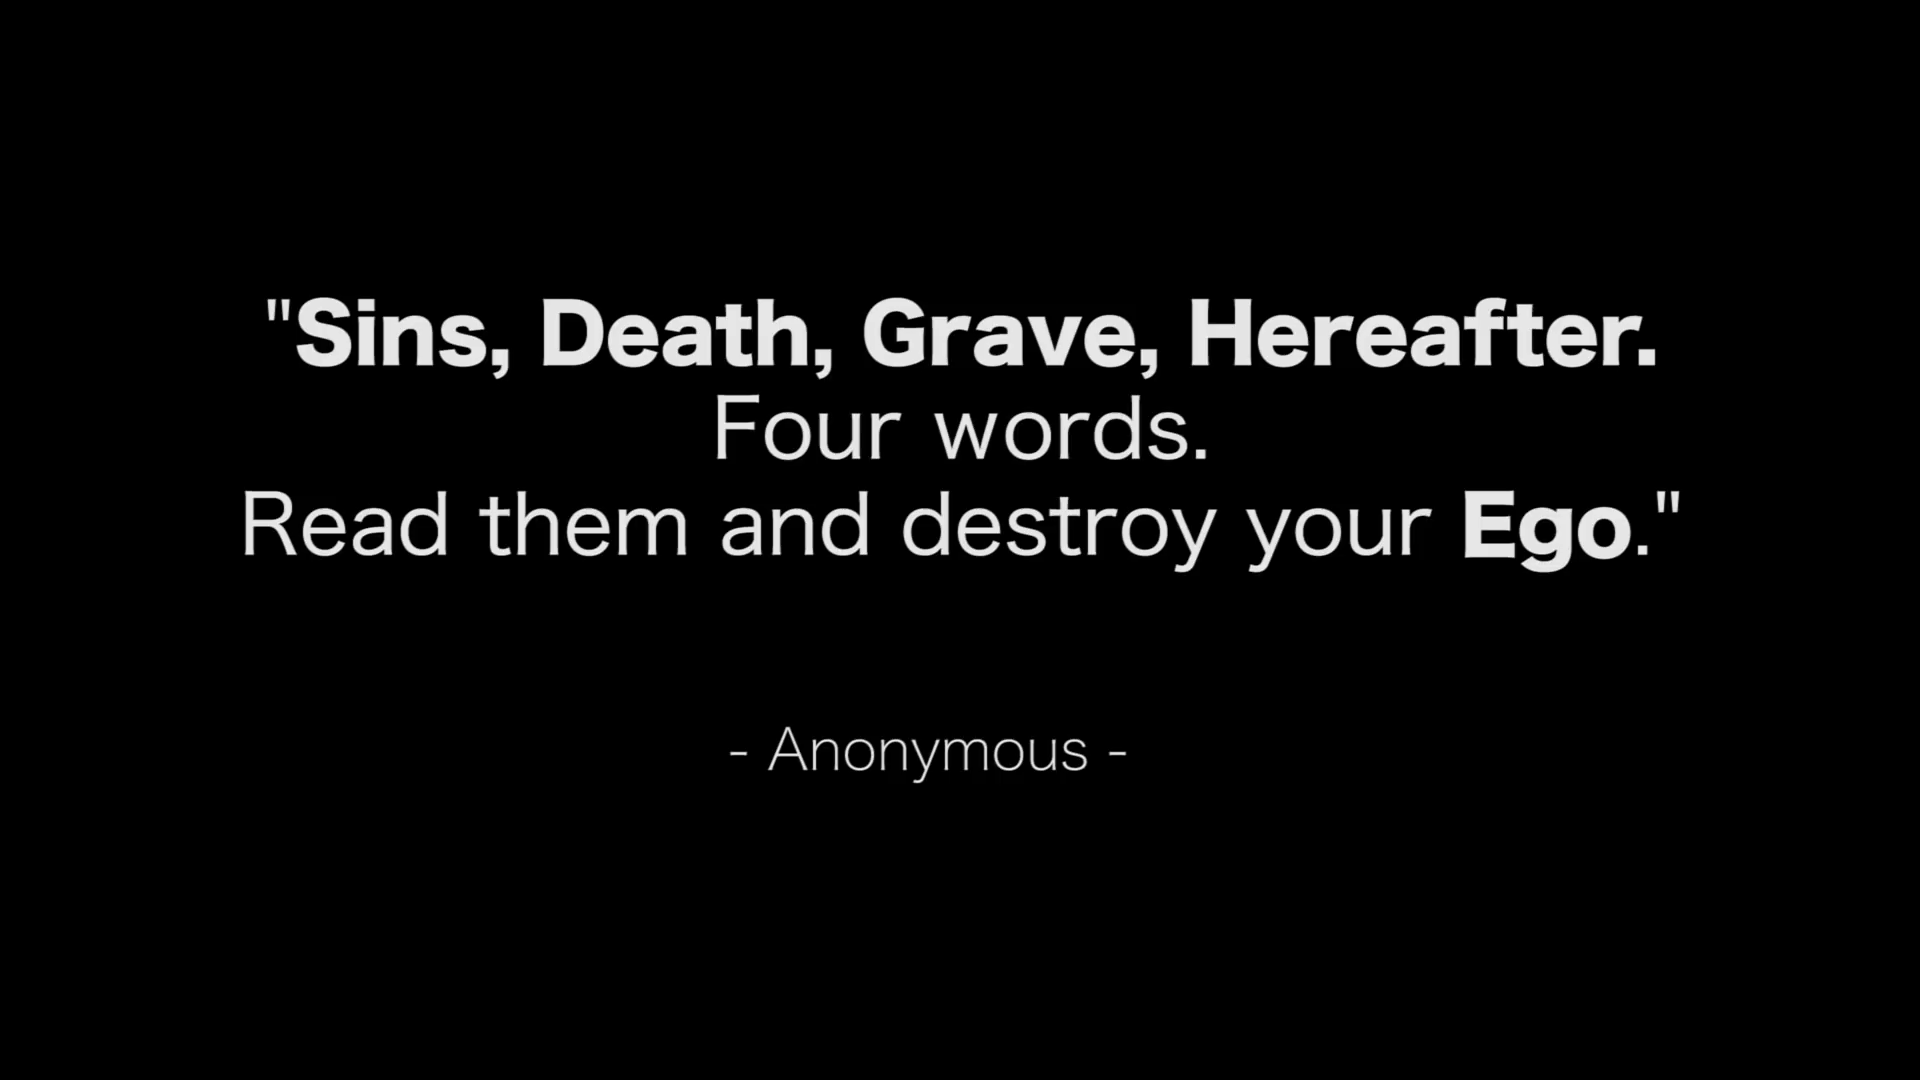 "Sins, Death, Grave, Hereafter.
Four words.
Read them and destroy your Ego."
- Anonymous -